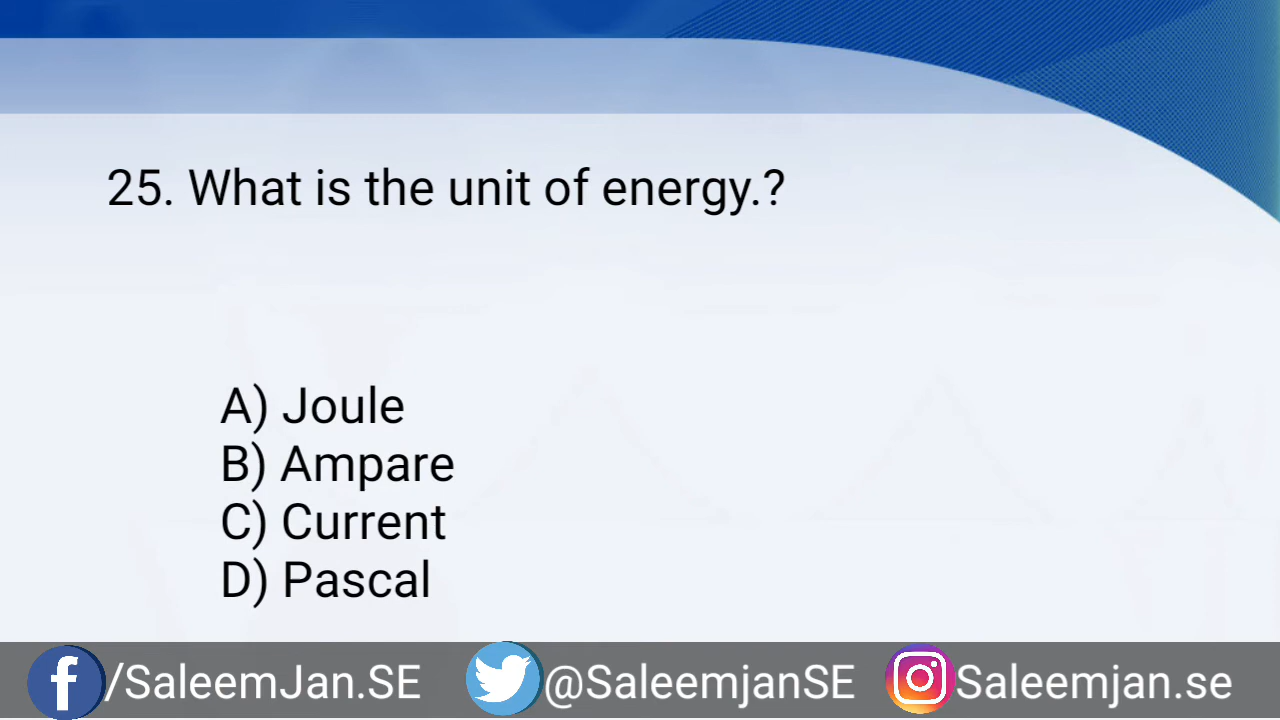 25. What is the unit of energy.?
A) Joule
B) Ampare
C) Current
D) Pascal
/SaleemJan.SE @SaleemjanSE Saleemjan.se